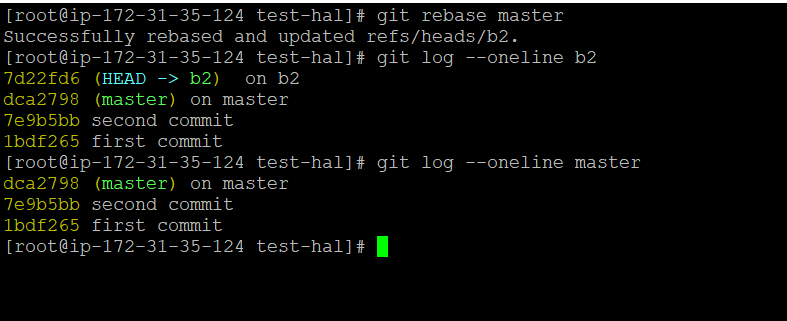 [root@ip-172-31-35-124 test-hal]# git rebase master
Successfully rebased and updated refs/heads/b2.
[root@ip-172-31-35-124 test-hal]# git log --oneline b2
7d22fd6 (HEAD -> b2)  on b2
dca2798 (master) on master
7e9b5bb second commit
1bdf265 first commit
[root@ip-172-31-35-124 test-hal]# git log --oneline master
dca2798 (master) on master
7e9b5bb second commit
1bdf265 first commit
[root@ip-172-31-35-124 test-hal]#